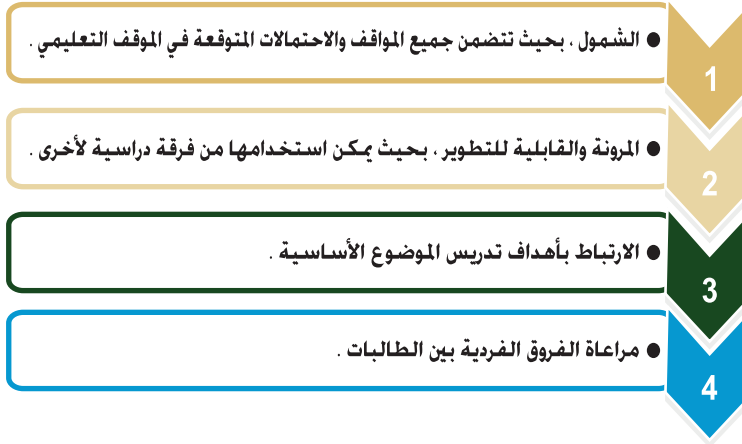 1
● الشمول ، بحيث تتضمن جميع المواقف والاحتمالات المتوقعة في الموقف التعليمي .
2
● المرونة والقابلية للتطوير ، بحيث يمكن استخدامها من فرقة دراسية لأخرى .
3
● الارتباط بأهداف تدريس الموضوع الأساسية .
4
● مراعاة الفروق الفردية بين الطالبات .